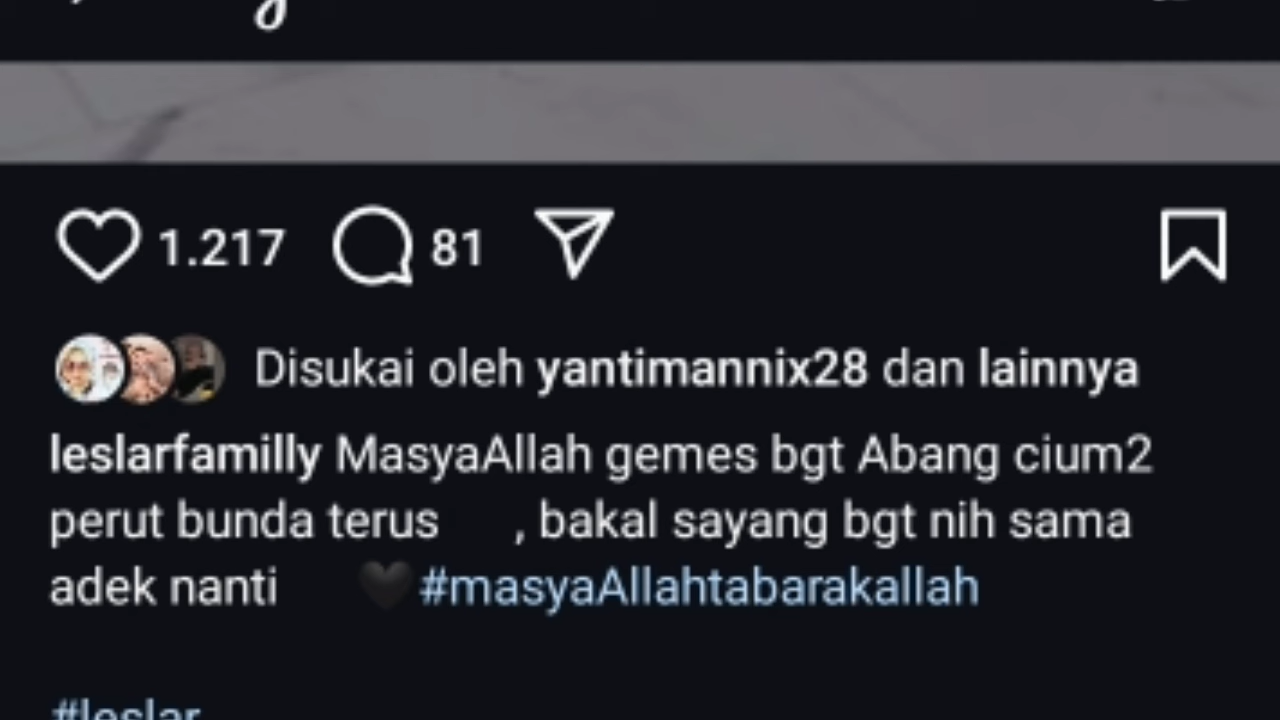 1.217 81
Disukai oleh yantimannix28 dan lainnya
leslarfamilly MasyaAllah gemes bgt Abang cium2
perut bunda terus , bakal sayang bgt nih sama
adek nanti 🖤#masyaAllahtabarakallah
#leslar